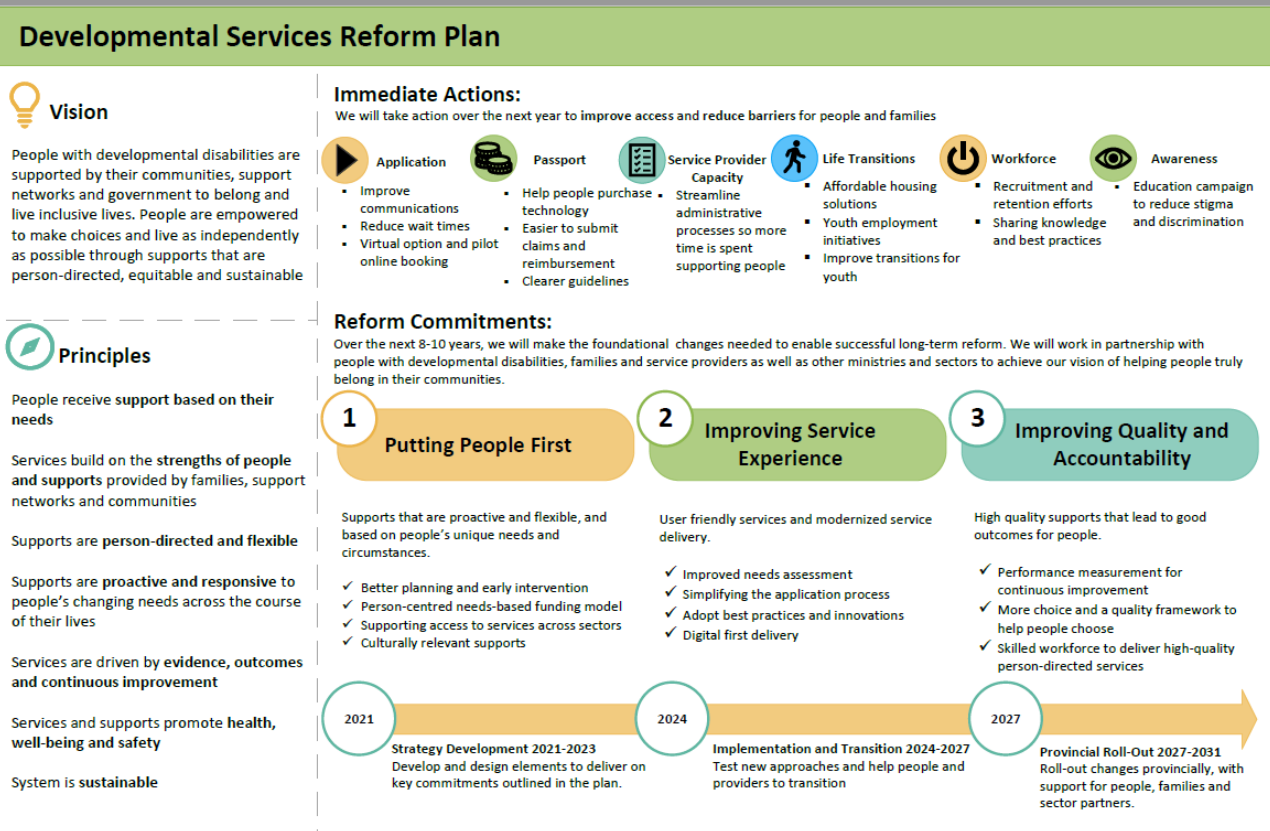 Developmental Services Reform Plan
Vision
People with developmental disabilities are
supported by their communities, support
networks and government to belong and
live inclusive lives. People are empowered
to make choices and live as independently
as possible through supports that are
person-directed, equitable and sustainable
Principles
People receive support based on their
needs
Services build on the strengths of people
and supports provided by families, support
networks and communities
Supports are person-directed and flexible
Supports are proactive and responsive to
people's changing needs across the course
of their lives
Services are driven by evidence, outcomes
and continuous improvement
Services and supports promote health,
well-being and safety
System is sustainable
Immediate Actions:
We will take action over the next year to improve access and reduce barriers for people and families
Application
▪ Improve
communications
▪ Reduce wait times
▪ Virtual option and pilot
online booking
Passport
▪ Help people purchase
technology
▪ Easier to submit
claims and
reimbursement
▪ Clearer guidelines
Service Provider
Capacity
▪ Streamline
administrative
processes so more
time is spent
supporting people
Life Transitions
▪ Affordable housing
solutions
▪ Youth employment
initiatives
▪ Improve transitions for
youth
Workforce
▪ Recruitment and
retention efforts
▪ Sharing knowledge
and best practices
Awareness
▪ Education campaign
to reduce stigma
and discrimination
Reform Commitments:
Over the next 8-10 years, we will make the foundational changes needed to enable successful long-term reform. We will work in partnership with
people with developmental disabilities, families and service providers as well as other ministries and sectors to achieve our vision of helping people truly
belong in their communities.
1
Putting People First
Supports that are proactive and flexible, and
based on people's unique needs and
circumstances.
✓ Better planning and early intervention
✓ Person-centred needs-based funding model
✓ Supporting access to services across sectors
✓ Culturally relevant supports
2
Improving Service
Experience
User friendly services and modernized service
delivery.
✓ Improved needs assessment
✓ Simplifying the application process
✓ Adopt best practices and innovations
✓ Digital first delivery
3
Improving Quality and
Accountability
High quality supports that lead to good
outcomes for people.
✓ Performance measurement for
continuous improvement
✓ More choice and a quality framework to
help people choose
✓ Skilled workforce to deliver high-quality
person-directed services
2021
Strategy Development 2021-2023
Develop and design elements to deliver on
key commitments outlined in the plan.
2024
Implementation and Transition 2024-2027
Test new approaches and help people and
providers to transition
2027
Provincial Roll-Out 2027-2031
Roll-out changes provincially, with
support for people, families and
sector partners.